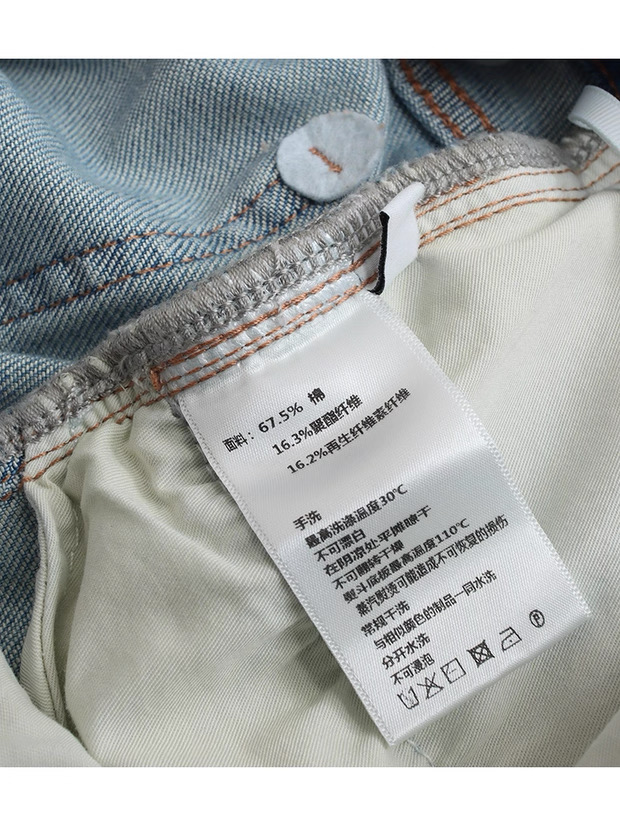 面料：67.5% 棉
16.3%聚酯纤维
16.2%再生纤维素纤维
手洗
最高洗涤温度30℃
不可漂白
在阴凉处平摊晾干
不可翻转干燥
熨斗底板最高温度110℃
蒸汽熨烫可能造成不可恢复的损伤
常规干洗
与相似颜色的制品一同水洗
分开水洗
不可浸泡